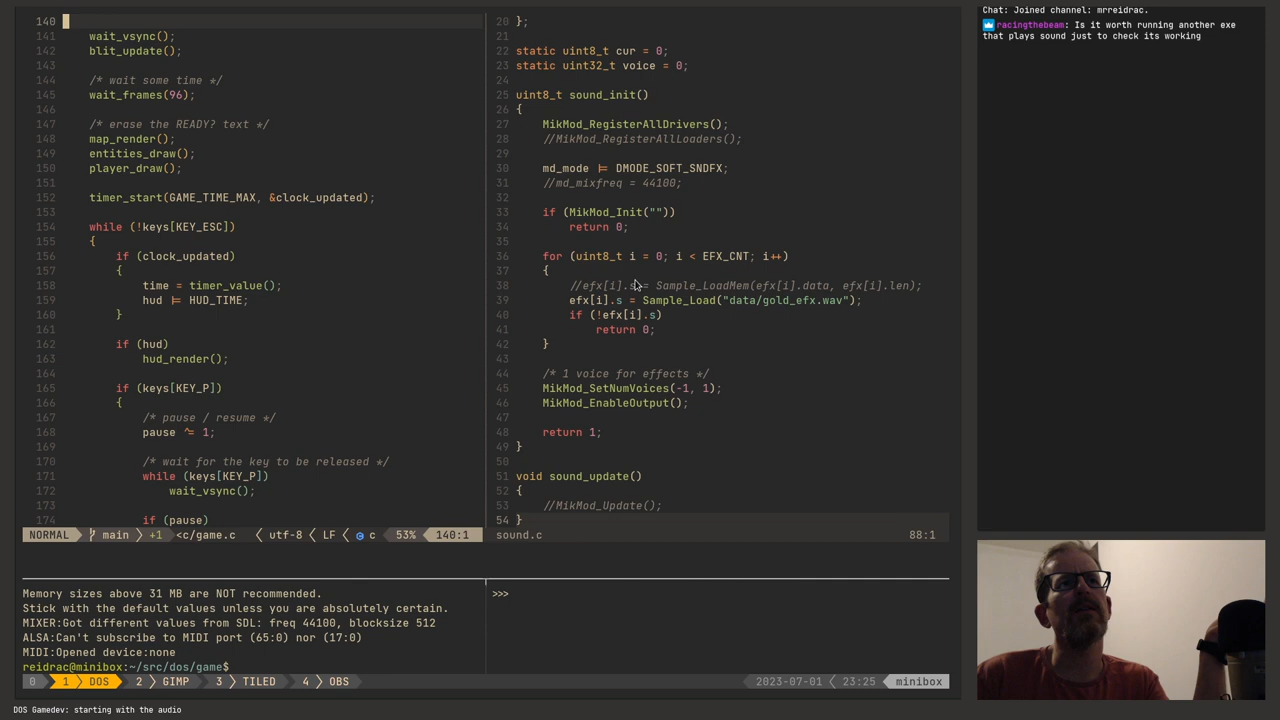 140
141 wait_vsync();
142 blit_update();
143
144 /* wait some time */
145 wait_frames(96);
146
147 /* erase the READY? text */
148 map_render();
149 entities_draw();
150 player_draw();
151
152 timer_start(GAME_TIME_MAX, &clock_updated);
153
154 while (!keys[KEY_ESC])
155 {
156 if (clock_updated)
157 {
158 time = timer_value();
159 hud |= HUD_TIME;
160 }
161
162 if (hud)
163 hud_render();
164
165 if (keys[KEY_P])
166 {
167 /* pause / resume */
168 pause ^= 1;
169
170 /* wait for the key to be released */
171 while (keys[KEY_P])
172 wait_vsync();
173
174 if (pause)
NORMAL main +1 <c/game.c utf-8 LF c 53% 140:1
20 };
21
22 static uint8_t cur = 0;
23 static uint32_t voice = 0;
24
25 uint8_t sound_init()
26 {
27 MikMod_RegisterAllDrivers();
28 //MikMod_RegisterAllLoaders();
29
30 md_mode |= DMODE_SOFT_SNDFX;
31 //md_mixfreq = 44100;
32
33 if (MikMod_Init(""))
34 return 0;
35
36 for (uint8_t i = 0; i < EFX_CNT; i++)
37 {
38 //efx[i].s = Sample_LoadMem(efx[i].data, efx[i].len);
39 efx[i].s = Sample_Load("data/gold_efx.wav");
40 if (!efx[i].s)
41 return 0;
42 }
43
44 /* 1 voice for effects */
45 MikMod_SetNumVoices(-1, 1);
46 MikMod_EnableOutput();
47
48 return 1;
49 }
50
51 void sound_update()
52 {
53 //MikMod_Update();
54 }
sound.c 88:1
Memory sizes above 31 MB are NOT recommended.
Stick with the default values unless you are absolutely certain.
MIXER:Got different values from SDL: freq 44100, blocksize 512
ALSA:Can't subscribe to MIDI port (65:0) nor (17:0)
MIDI:Opened device:none
reidrac@minibox:~/src/dos/game$
>>>
0 1 DOS 2 GIMP 3 TILED 4 OBS 2023-07-01 23:25 minibox
DOS Gamedev: starting with the audio
Chat: Joined channel: mrreidrac.
racingthebeam: Is it worth running another exe
that plays sound just to check its working